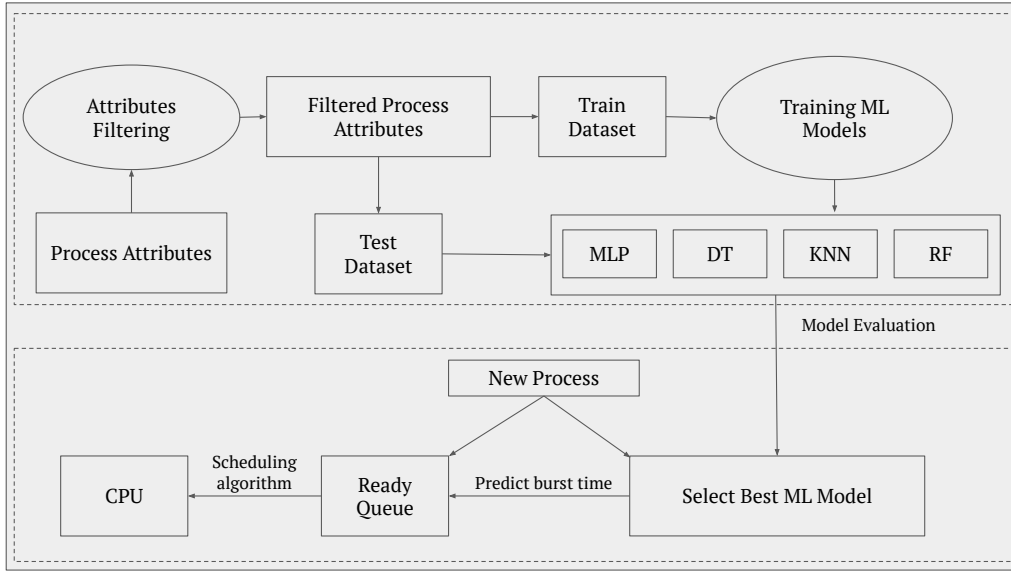 Attributes
Filtering
Filtered Process
Attributes
Train
Dataset
Training ML
Models
Process Attributes
Test
Dataset
MLP
DT
KNN
RF
Model Evaluation
New Process
CPU
Scheduling
algorithm
Ready
Queue
Predict burst time
Select Best ML Model